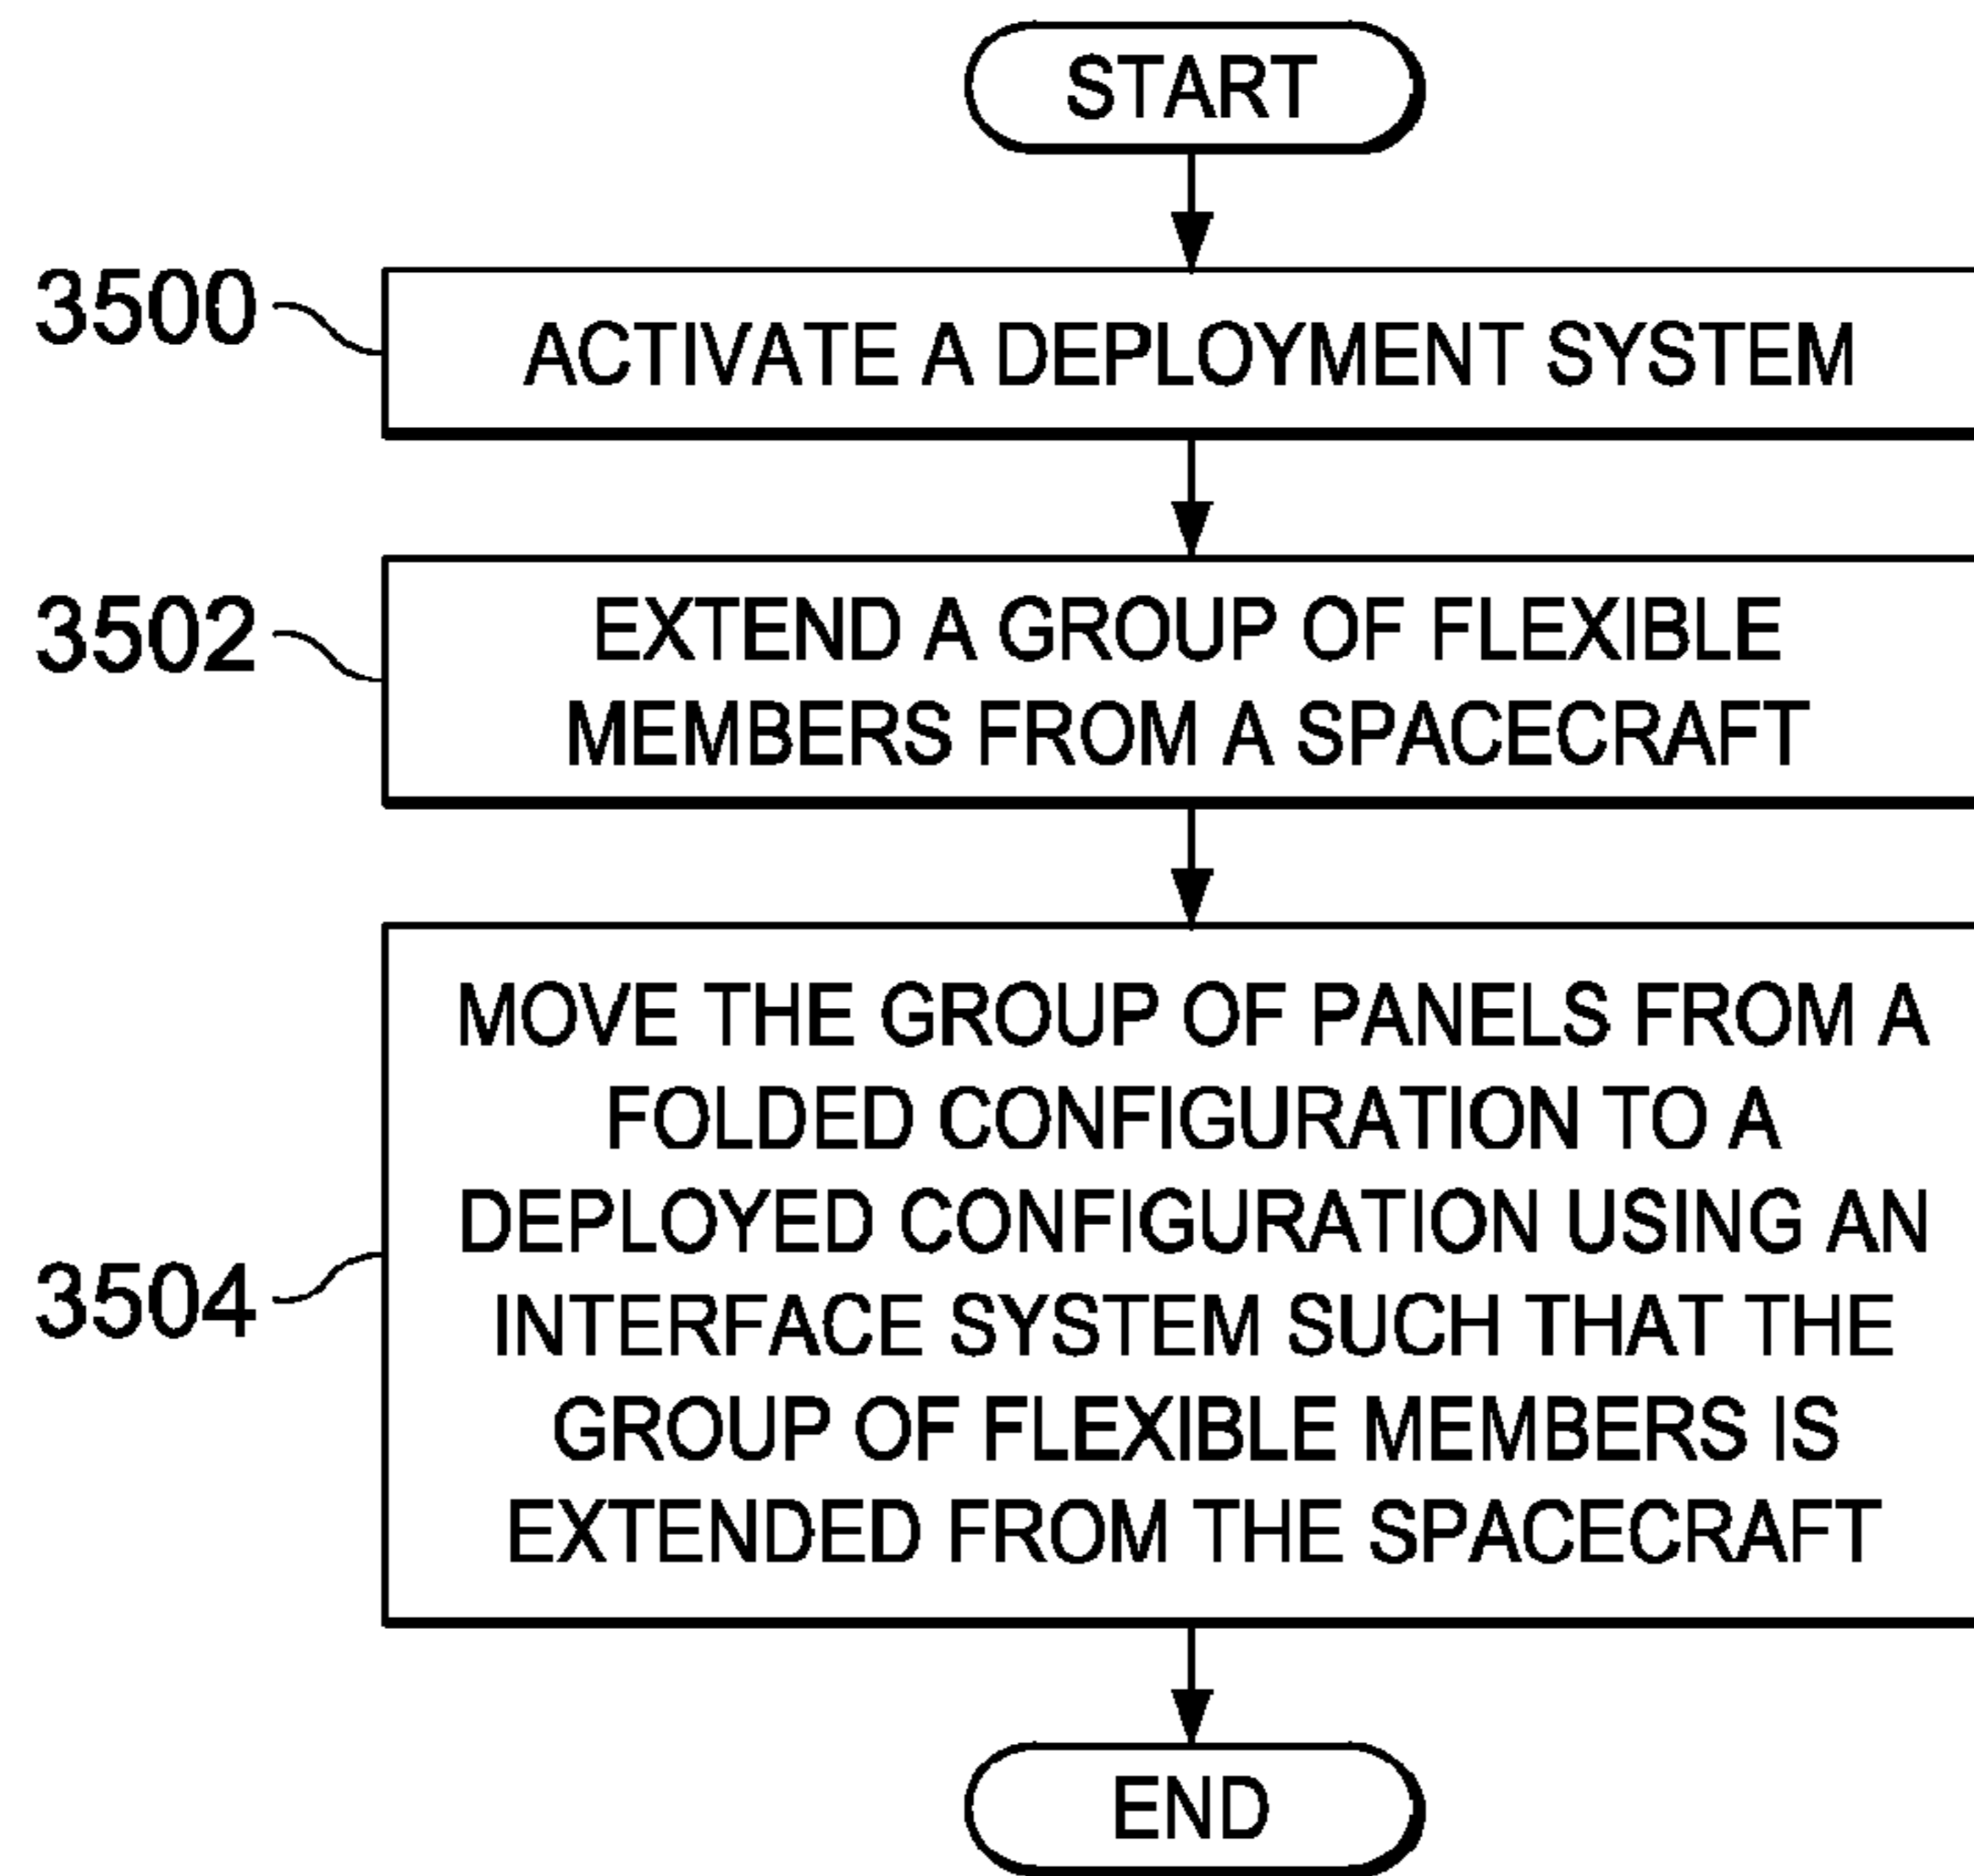 START
3500
ACTIVATE A DEPLOYMENT SYSTEM
3502
EXTEND A GROUP OF FLEXIBLE
MEMBERS FROM A SPACECRAFT
3504
MOVE THE GROUP OF PANELS FROM A
FOLDED CONFIGURATION TO A
DEPLOYED CONFIGURATION USING AN
INTERFACE SYSTEM SUCH THAT THE
GROUP OF FLEXIBLE MEMBERS IS
EXTENDED FROM THE SPACECRAFT
END